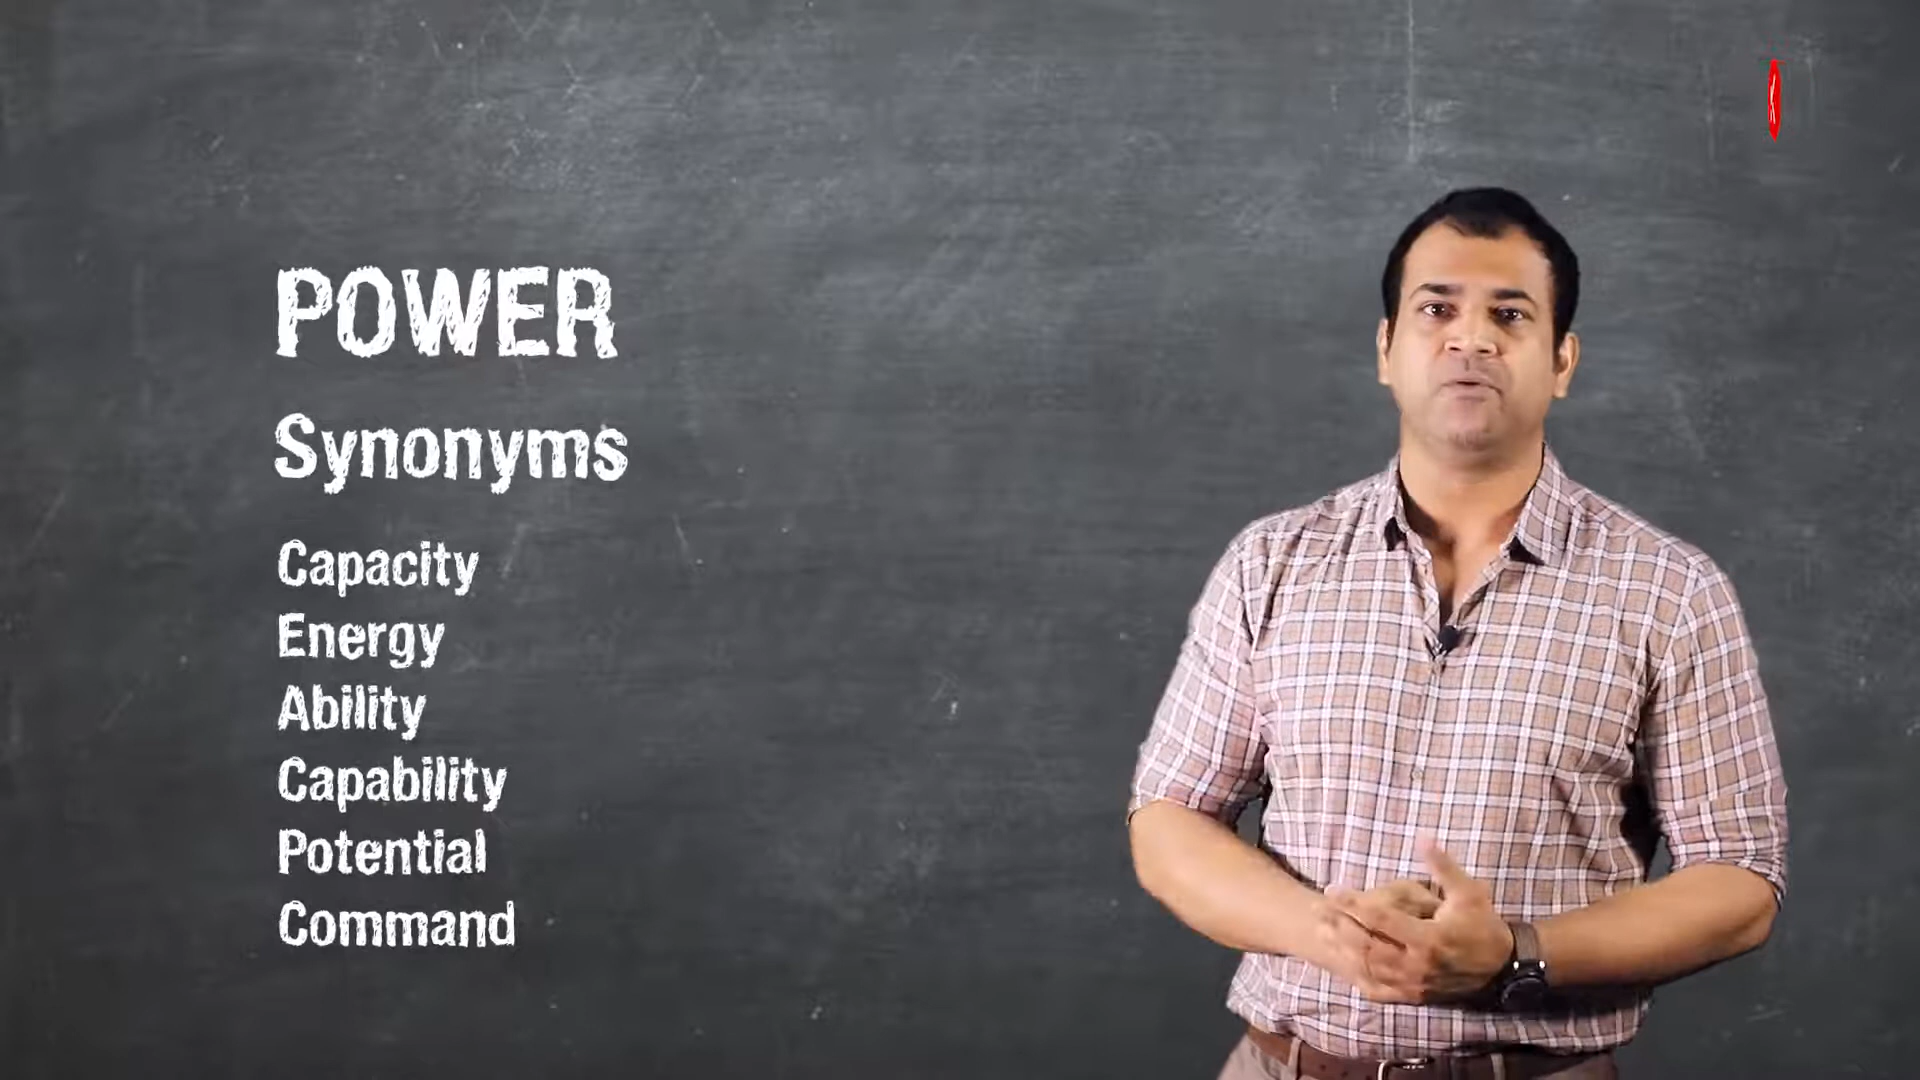 POWER
Synonyms
Capacity
Energy
Ability
Capability
Potential
Command